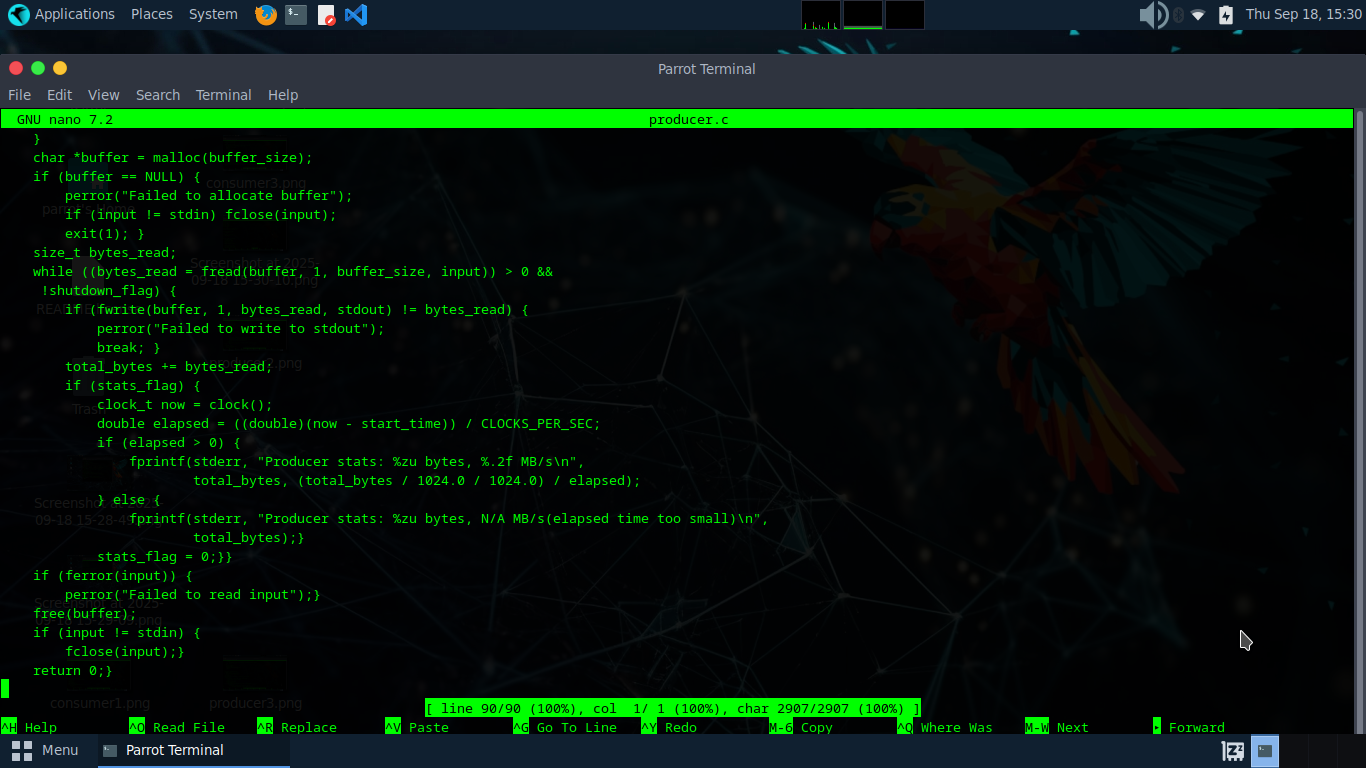 Applications Places System Thu Sep 18, 15:30
Parrot Terminal
File Edit View Search Terminal Help
GNU nano 7.2 producer.c
    }
    char *buffer = malloc(buffer_size);
    if (buffer == NULL) {
        perror("Failed to allocate buffer");
        if (input != stdin) fclose(input);
        exit(1); }
    size_t bytes_read;
    while ((bytes_read = fread(buffer, 1, buffer_size, input)) > 0 &&
     !shutdown_flag) {
        if (fwrite(buffer, 1, bytes_read, stdout) != bytes_read) {
            perror("Failed to write to stdout");
            break; }
        total_bytes += bytes_read;
        if (stats_flag) {
            clock_t now = clock();
            double elapsed = ((double)(now - start_time)) / CLOCKS_PER_SEC;
            if (elapsed > 0) {
                fprintf(stderr, "Producer stats: %zu bytes, %.2f MB/s\n",
                        total_bytes, (total_bytes / 1024.0 / 1024.0) / elapsed);
            } else {
                fprintf(stderr, "Producer stats: %zu bytes, N/A MB/s(elapsed time too small)\n",
                        total_bytes);}
            stats_flag = 0;}}
    if (ferror(input)) {
        perror("Failed to read input");}
    free(buffer);
    if (input != stdin) {
        fclose(input);}
    return 0;}
consumer3.png
consumer1.png producer3.png
[ line 90/90 (100%), col 1/ 1 (100%), char 2907/2907 (100%) ]
^H Help ^O Read File ^R Replace ^V Paste ^G Go To Line ^Y Redo M-6 Copy ^Q Where Was M-W Next ▸ Forward
Menu Parrot Terminal